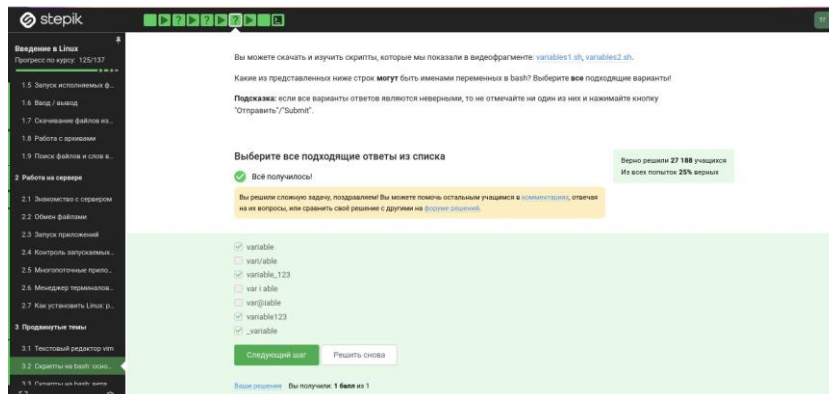 stepik
Введение в Linux
Прогресс по курсу: 125/137
1.5 Запуск исполняемых ф...
1.6 Ввод / вывод
1.7 Скачивание файлов из...
1.8 Работа с архивами
1.9 Поиск файлов и слов в...
2 Работа на сервере
2.1 Знакомство с сервером
2.2 Обмен файлами
2.3 Запуск приложений
2.4 Контроль запускаемых...
2.5 Многопоточные прило...
2.6 Менеджер терминалов...
2.7 Как установить Linux: р...
3 Продвинутые темы
3.1 Текстовый редактор vim
3.2 Скрипты на bash: осно...
3.3 Скрипты на bash: ветв...
Вы можете скачать и изучить скрипты, которые мы показали в видеофрагменте: variables1.sh, variables2.sh.
Какие из представленных ниже строк могут быть именами переменных в bash? Выберите все подходящие варианты!
Подсказка: если все варианты ответов являются неверными, то не отмечайте ни один из них и нажимайте кнопку
"Отправить"/"Submit".
Выберите все подходящие ответы из списка
Всё получилось!
Верно решили 27 188 учащихся
Из всех попыток 25% верных
Вы решили сложную задачу, поздравляем! Вы можете помочь остальным учащимся в комментариях, отвечая
на их вопросы, или сравнить своё решение с другими на форуме решений.
variable
vari/able
variable_123
var i able
var@iable
variable123
_variable
Следующий шаг
Решить снова
Ваши решения Вы получили: 1 балл из 1